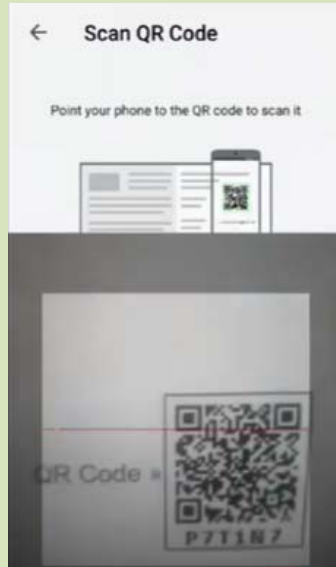 Scan QR Code
Point your phone to the QR code to scan it
QR Code
P7T1N7